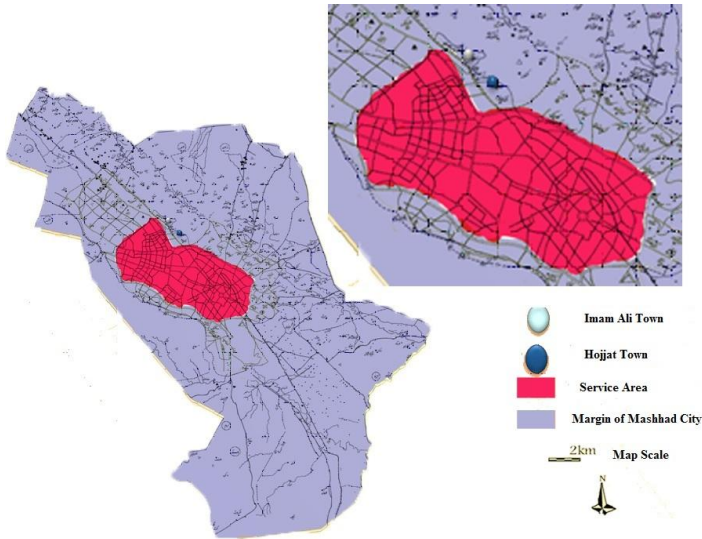 Imam Ali Town
Hojjat Town
Service Area
Margin of Mashhad City
2km Map Scale
N